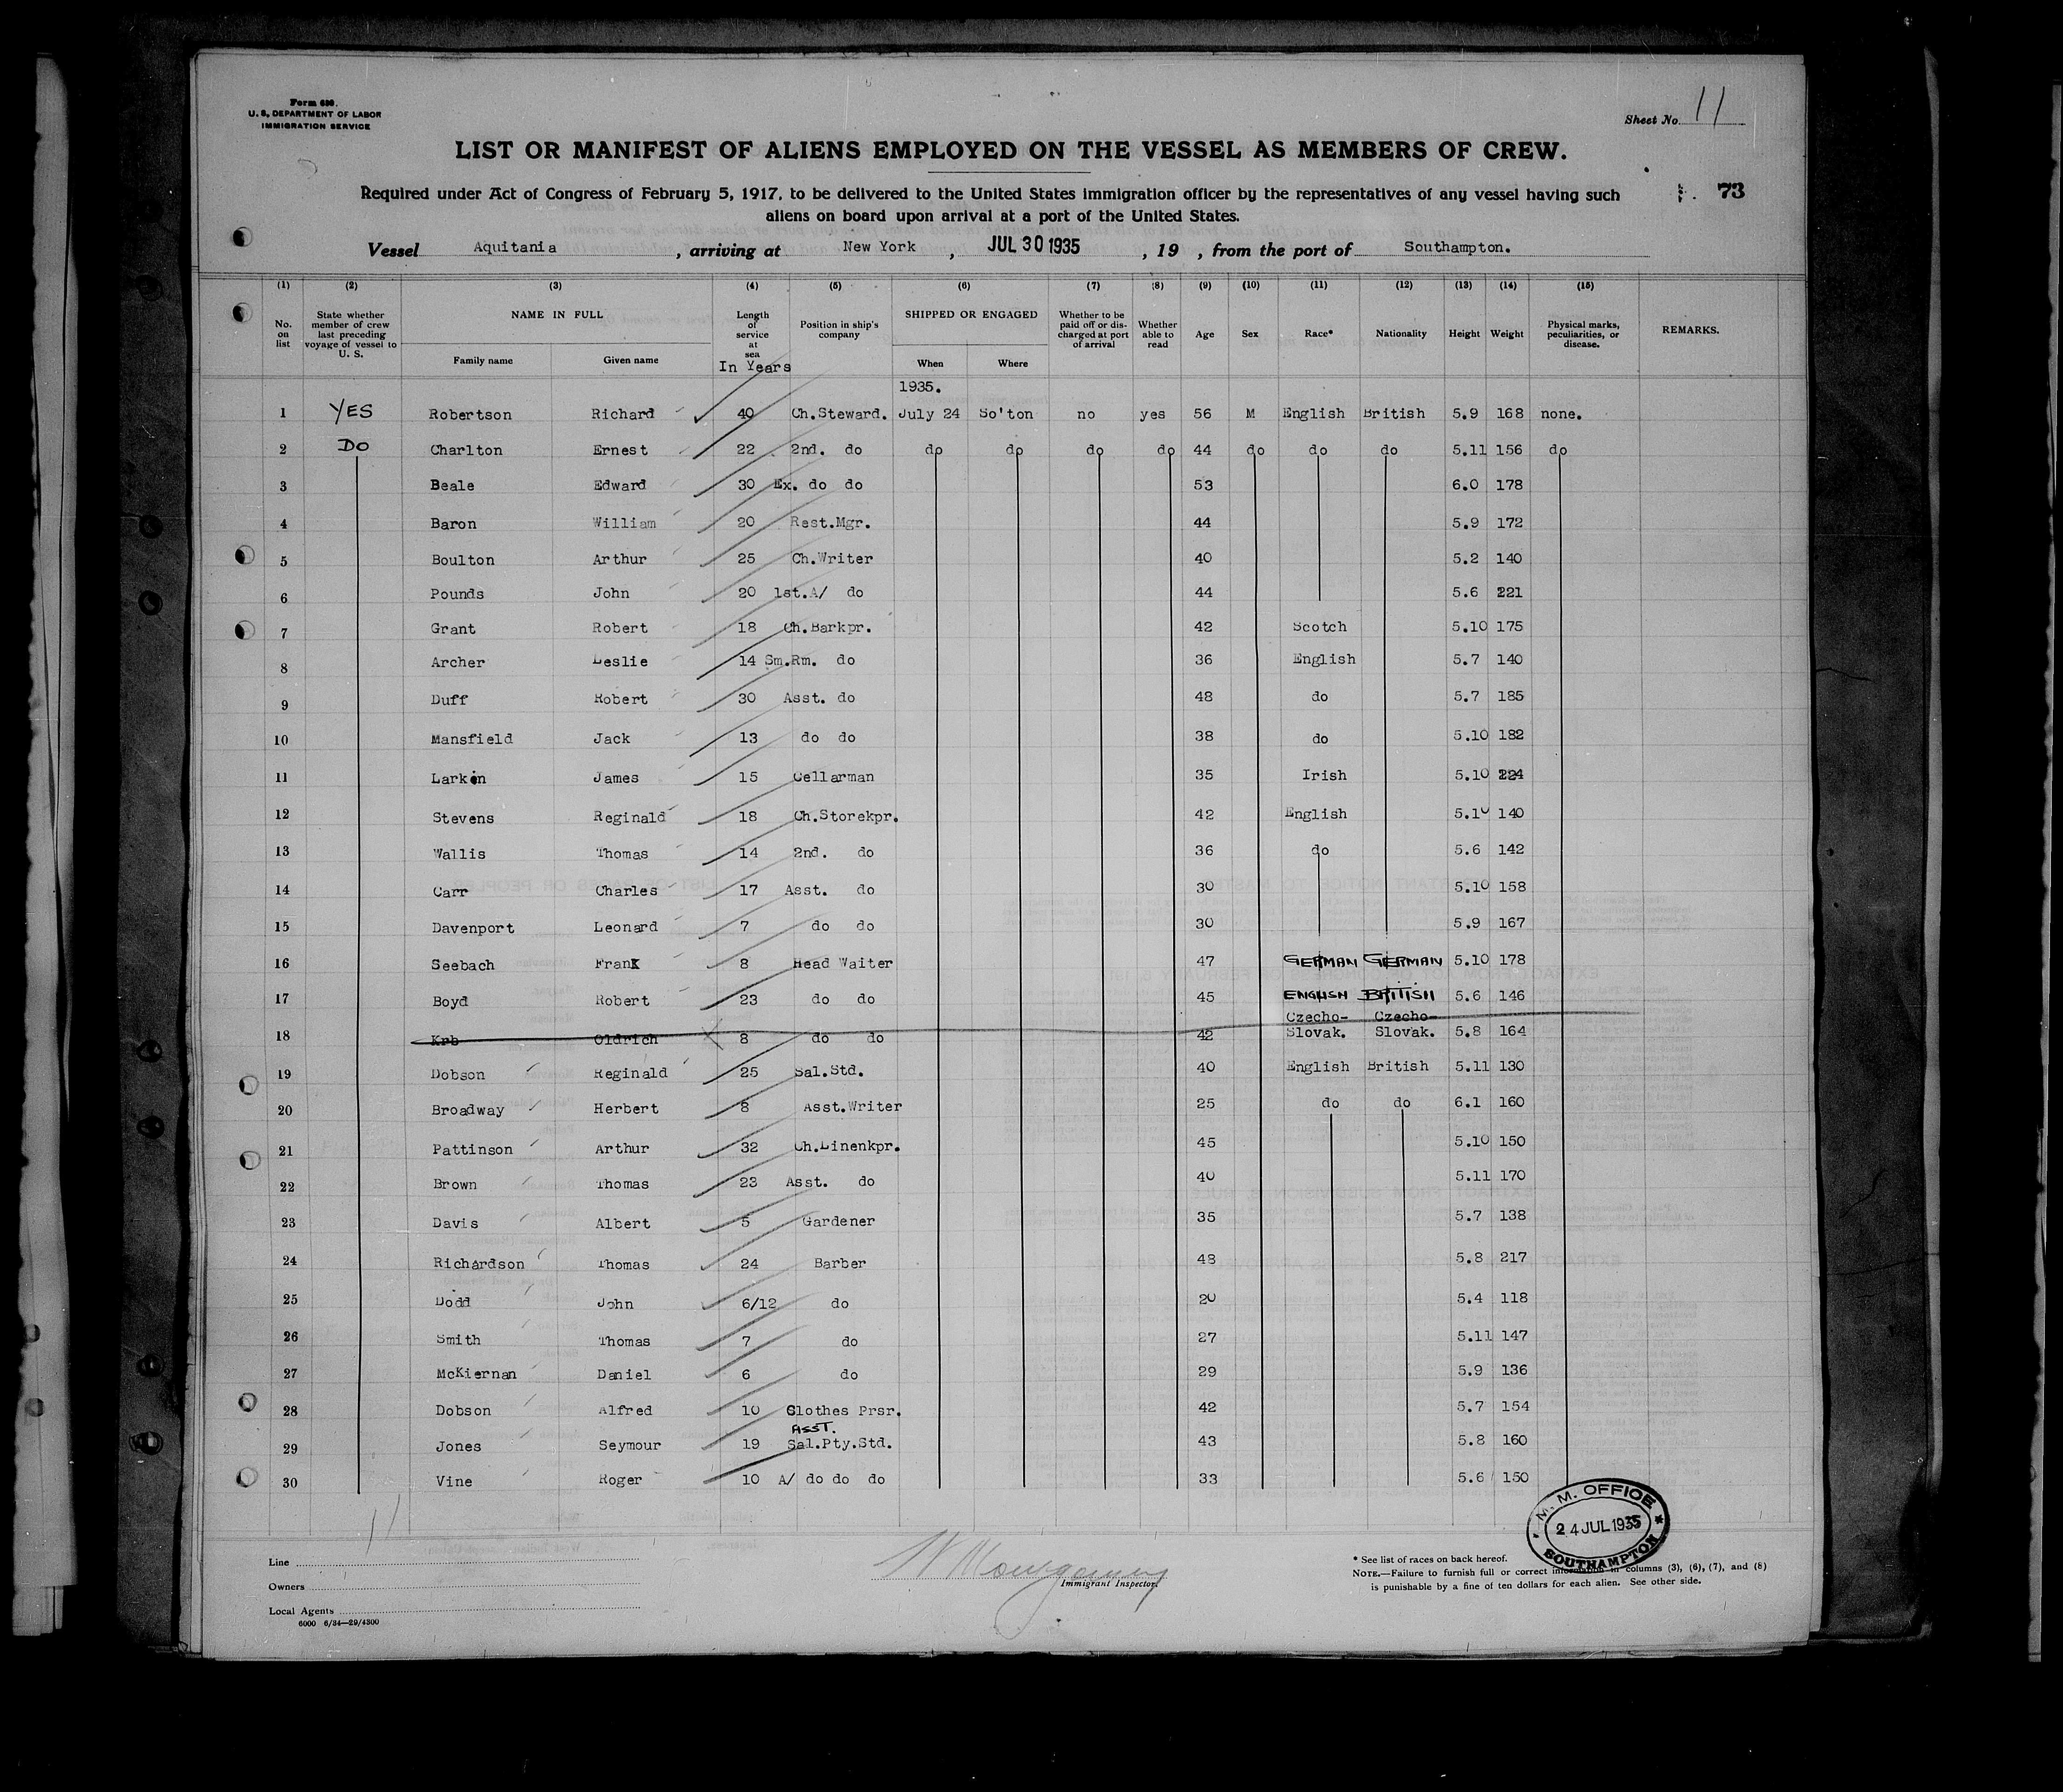 Form 680.
U. S. DEPARTMENT OF LABOR
IMMIGRATION SERVICE
Sheet No. 11
LIST OR MANIFEST OF ALIENS EMPLOYED ON THE VESSEL AS MEMBERS OF CREW.
Required under Act of Congress of February 5, 1917, to be delivered to the United States immigration officer by the representatives of any vessel having such
aliens on board upon arrival at a port of the United States.
73
Vessel Aquitania, arriving at New York, JUL 30 1935, 19 , from the port of Southampton.
(1) (2) (3) (4) (5) (6) (7) (8) (9) (10) (11) (12) (13) (14) (15)
No. on list State whether member of crew last preceding voyage of vessel to U. S. NAME IN FULL Family name Given name Length of service at sea In Years Position in ship's company SHIPPED OR ENGAGED When Where Whether to be paid off or discharged at port of arrival Whether able to read Age Sex Race* Nationality Height Weight Physical marks, peculiarities, or disease. REMARKS.
1935.
1 YES Robertson Richard 40 Ch.Steward. July 24 So'ton no yes 56 M English British 5.9 168 none.
2 DO Charlton Ernest 22 2nd. do do do do do 44 do do do 5.11 156 do
3 Beale Edward 30 Ex. do do 53 6.0 178
4 Baron William 20 Rest.Mgr. 44 5.9 172
5 Boulton Arthur 25 Ch.Writer 40 5.2 140
6 Pounds John 20 1st.A/ do 44 5.6 221
7 Grant Robert 18 Ch.Barkpr. 42 Scotch 5.10 175
8 Archer Leslie 14 Sm.Rm. do 36 English 5.7 140
9 Duff Robert 30 Asst. do 48 do 5.7 185
10 Mansfield Jack 13 do do 38 do 5.10 182
11 Larkin James 15 Cellarman 35 Irish 5.10 224
12 Stevens Reginald 18 Ch.Storekpr. 42 English 5.10 140
13 Wallis Thomas 14 2nd. do 36 do 5.6 142
14 Carr Charles 17 Asst. do 30 5.10 158
15 Davenport Leonard 7 do do 30 5.9 167
16 Seebach Frank 8 Head Waiter 47 GERMAN GERMAN 5.10 178
17 Boyd Robert 23 do do 45 ENGLISH BRITISH 5.6 146
Czecho- Czecho-
18 Krb Oldrich 8 do do 42 Slovak. Slovak. 5.8 164
19 Dobson Reginald 25 Sal.Std. 40 English British 5.11 130
20 Broadway Herbert 8 Asst.Writer 25 do do 6.1 160
21 Pattinson Arthur 32 Ch.Linenkpr. 45 5.10 150
22 Brown Thomas 23 Asst. do 40 5.11 170
23 Davis Albert 5 Gardener 35 5.7 138
24 Richardson Thomas 24 Barber 48 5.8 217
25 Dodd John 6/12 do 20 5.4 118
26 Smith Thomas 7 do 27 5.11 147
27 McKiernan Daniel 6 do 29 5.9 136
28 Dobson Alfred 10 Clothes Prsr. 42 5.7 154
ASST.
29 Jones Seymour 19 Sal.Pty.Std. 43 5.8 160
30 Vine Roger 10 A/ do do do 33 5.6 150
11
M. M. OFFICE
24 JUL 1935
SOUTHAMPTON
Line
Owners
Local Agents
6000 6/34—29/4300
W Montgomery
Immigrant Inspector.
* See list of races on back hereof.
NOTE.—Failure to furnish full or correct information in columns (3), (6), (7), and (8)
is punishable by a fine of ten dollars for each alien. See other side.